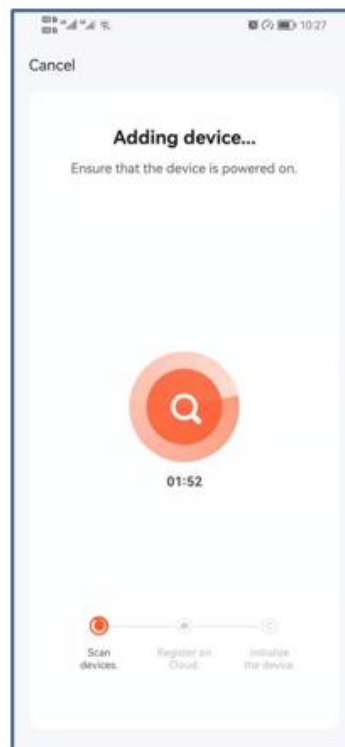 10:27
Cancel
Adding device...
Ensure that the device is powered on.
01:52
Scan
devices.
Register on
Cloud.
Initialize
the device.